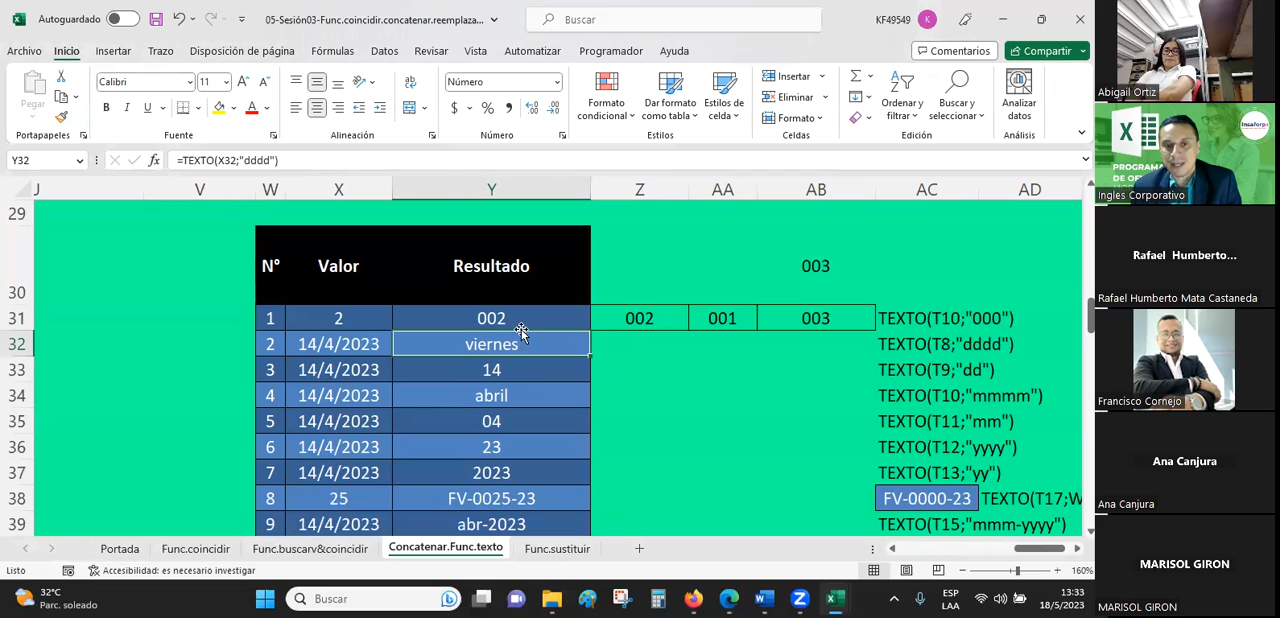 Autoguardado
05-Sesión03-Func.coincidir.concatenar.reemplaza...
Buscar
KF49549
K
Archivo Inicio Insertar Trazo Disposición de página Fórmulas Datos Revisar Vista Automatizar Programador Ayuda
Comentarios
Compartir
Pegar
Calibri
11
Número
Formato condicional
Dar formato como tabla
Estilos de celda
Insertar
Eliminar
Formato
Ordenar y filtrar
Buscar y seleccionar
Analizar datos
Portapapeles Fuente Alineación Número Estilos Celdas Edición Análisis
Y32
fx
=TEXTO(X32;"dddd")
J V W X Y Z AA AB AC AD
29
30 N° Valor Resultado 003
31 1 2 002 002 001 003 TEXTO(T10;"000")
32 2 14/4/2023 viernes TEXTO(T8;"dddd")
33 3 14/4/2023 14 TEXTO(T9;"dd")
34 4 14/4/2023 abril TEXTO(T10;"mmmm")
35 5 14/4/2023 04 TEXTO(T11;"mm")
36 6 14/4/2023 23 TEXTO(T12;"yyyy")
37 7 14/4/2023 2023 TEXTO(T13;"yy")
38 8 25 FV-0025-23 FV-0000-23 TEXTO(T17;W
39 9 14/4/2023 abr-2023 TEXTO(T15;"mmm-yyyy")
Portada Func.coincidir Func.buscarv&coincidir Concatenar.Func.texto Func.sustituir
Listo
Accesibilidad: es necesario investigar
160%
32°C
Parc. soleado
Buscar
ESP
LAA
13:33
18/5/2023
Abigail Ortiz
PROGRAMA
DE OF
Insaforp
Ingles Corporativo
Rafael Humberto...
Rafael Humberto Mata Castaneda
Francisco Cornejo
Ana Canjura
Ana Canjura
MARISOL GIRON
MARISOL GIRON